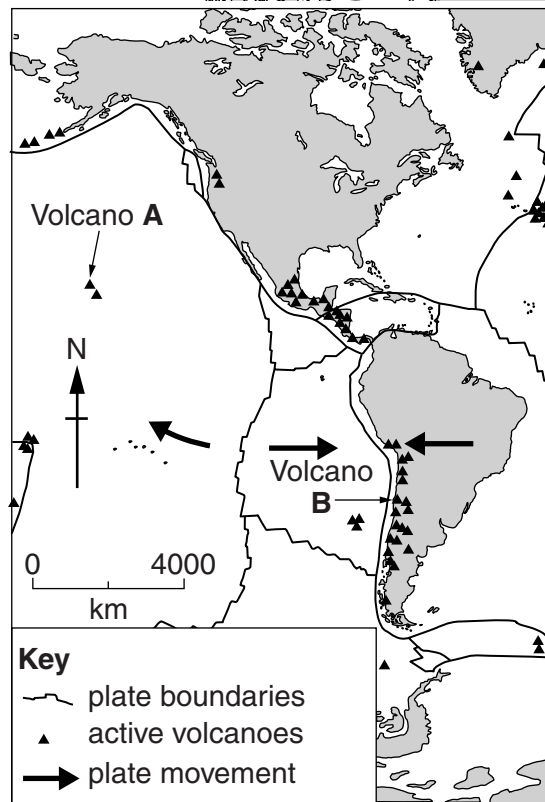 Volcano A
N
Volcano
B
0 4000
km
Key
plate boundaries
active volcanoes
plate movement